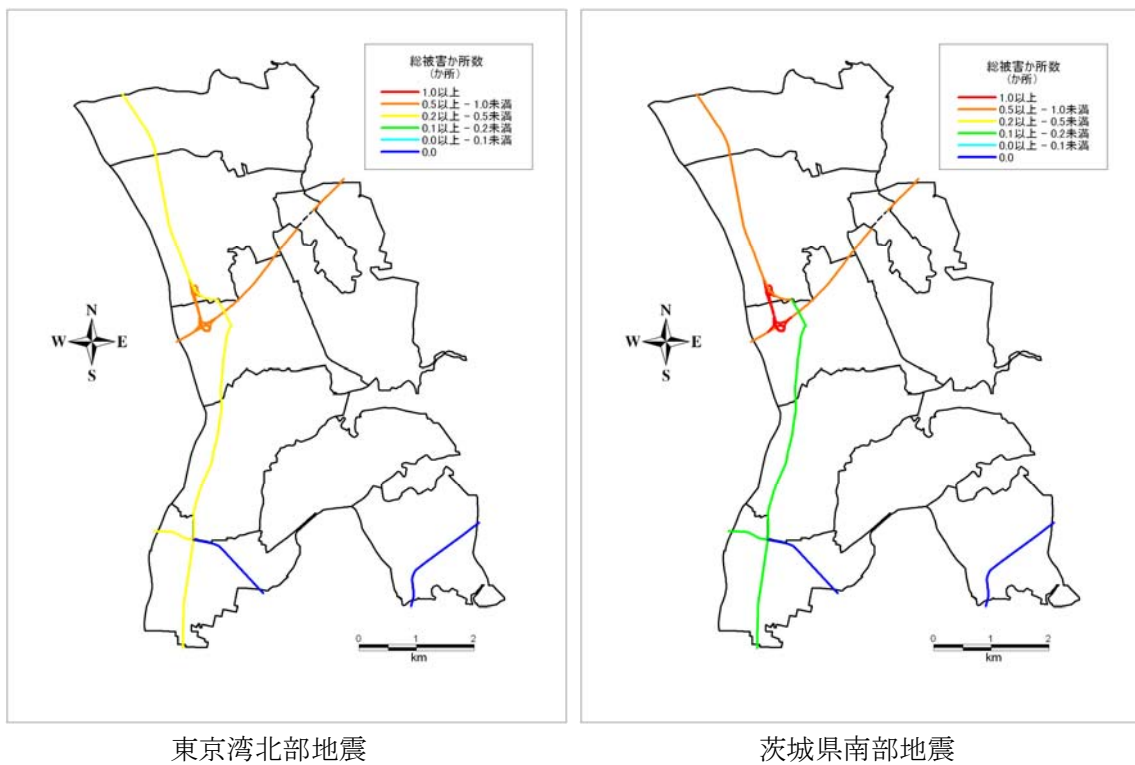 総被害か所数
(か所)
1.0以上
0.5以上 - 1.0未満
0.2以上 - 0.5未満
0.1以上 - 0.2未満
0.0以上 - 0.1未満
0.0
N
W E
S
0 1 2
km
東京湾北部地震
総被害か所数
(か所)
1.0以上
0.5以上 - 1.0未満
0.2以上 - 0.5未満
0.1以上 - 0.2未満
0.0以上 - 0.1未満
0.0
N
W E
S
0 1 2
km
茨城県南部地震